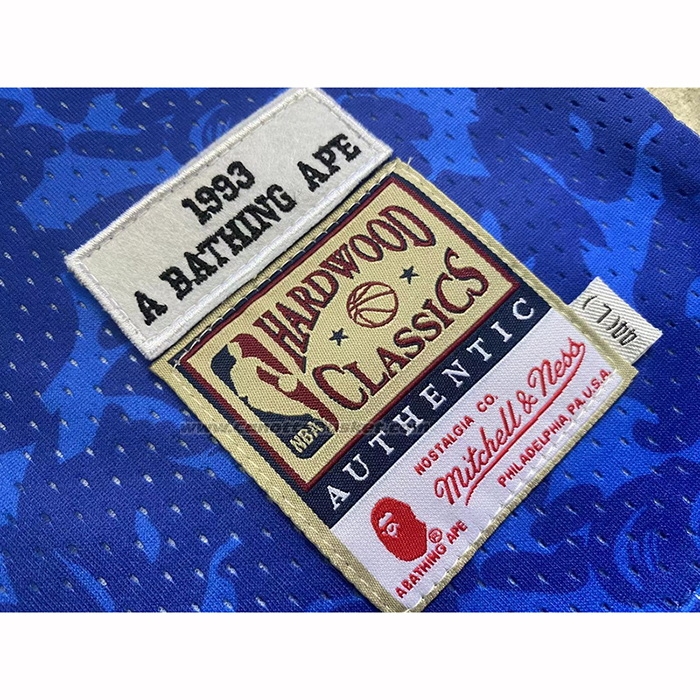 1993
A BATHING APE
HARDWOOD
CLASSICS
NBA
AUTHENTIC
NOSTALGIA CO.
Mitchell & Ness
PHILADELPHIA, PA. U.S.A.
®
A BATHING APE